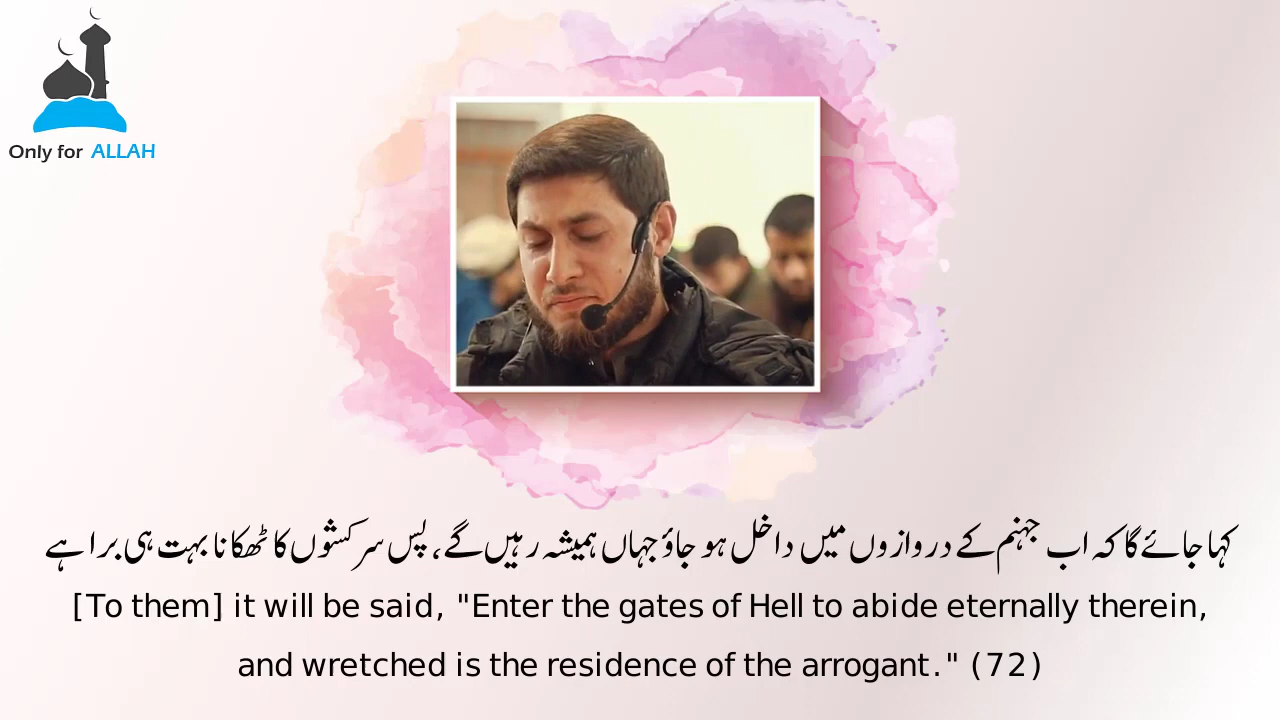 Only for ALLAH
کہا جائے گا کہ اب جہنم کے دروازوں میں داخل ہو جاؤ جہاں ہمیشہ رہیں گے، پس سرکشوں کا ٹھکانا بہت ہی برا ہے
[To them] it will be said, "Enter the gates of Hell to abide eternally therein,
and wretched is the residence of the arrogant." (72)